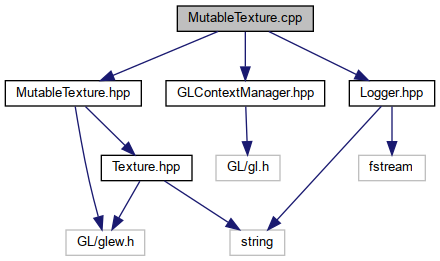 MutableTexture.cpp
MutableTexture.hpp
GLContextManager.hpp
Logger.hpp
Texture.hpp
GL/gl.h
fstream
GL/glew.h
string